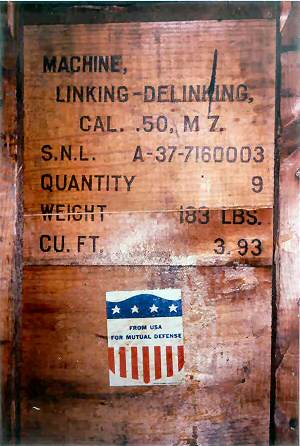 MACHINE,
LINKING-DELINKING,
CAL. .50, M7.
S.N.L. A-37-7160003
QUANTITY 9
WEIGHT 183 LBS.
CU. FT. 3.93
FROM USA
FOR MUTUAL DEFENSE